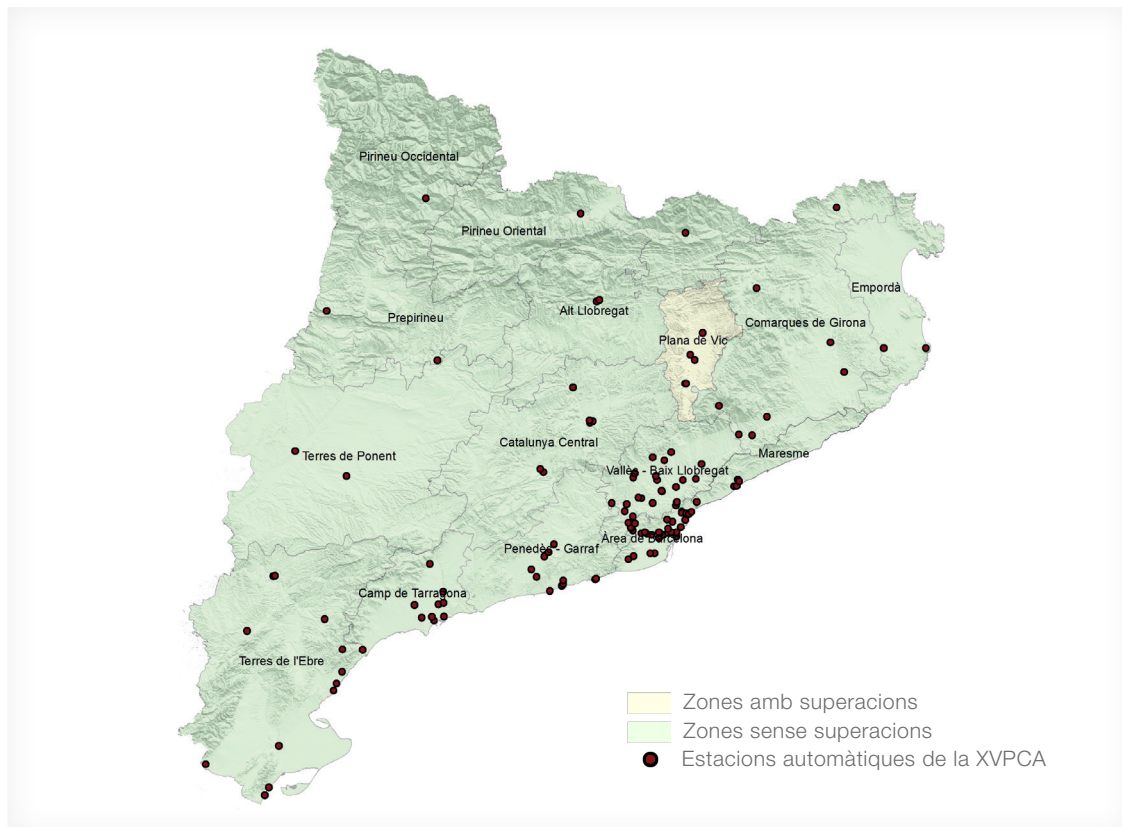 Pirineu Occidental
Pirineu Oriental
Empordà
Alt Llobregat
Prepirineu
Comarques de Girona
Plana de Vic
Catalunya Central
Maresme
Terres de Ponent
Vallès - Baix Llobregat
Àrea de Barcelona
Penedès - Garraf
Camp de Tarragona
Terres de l'Ebre
Zones amb superacions
Zones sense superacions
Estacions automàtiques de la XVPCA